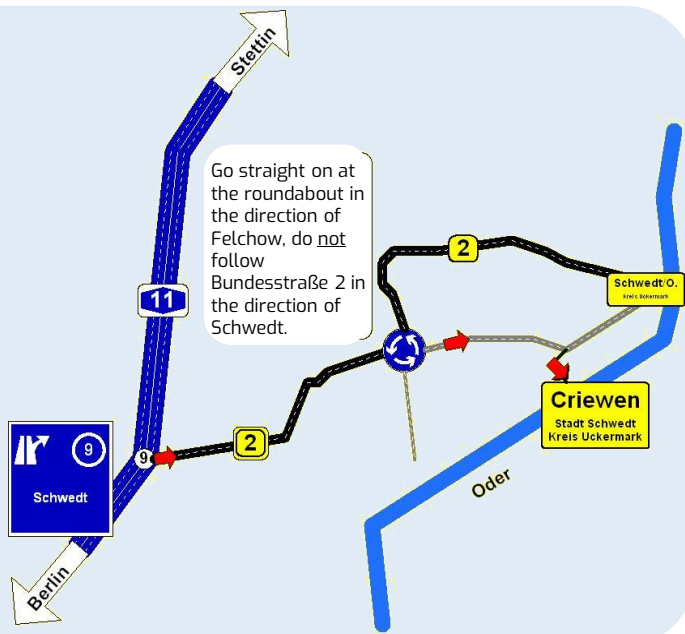 Stettin
Go straight on at
the roundabout in
the direction of
Felchow, do not
follow
Bundesstraße 2 in
the direction of
Schwedt.
2
Schwedt/O.
Kreis Uckermark
11
Criewen
Stadt Schwedt
Kreis Uckermark
9
Schwedt
9
2
Oder
Berlin